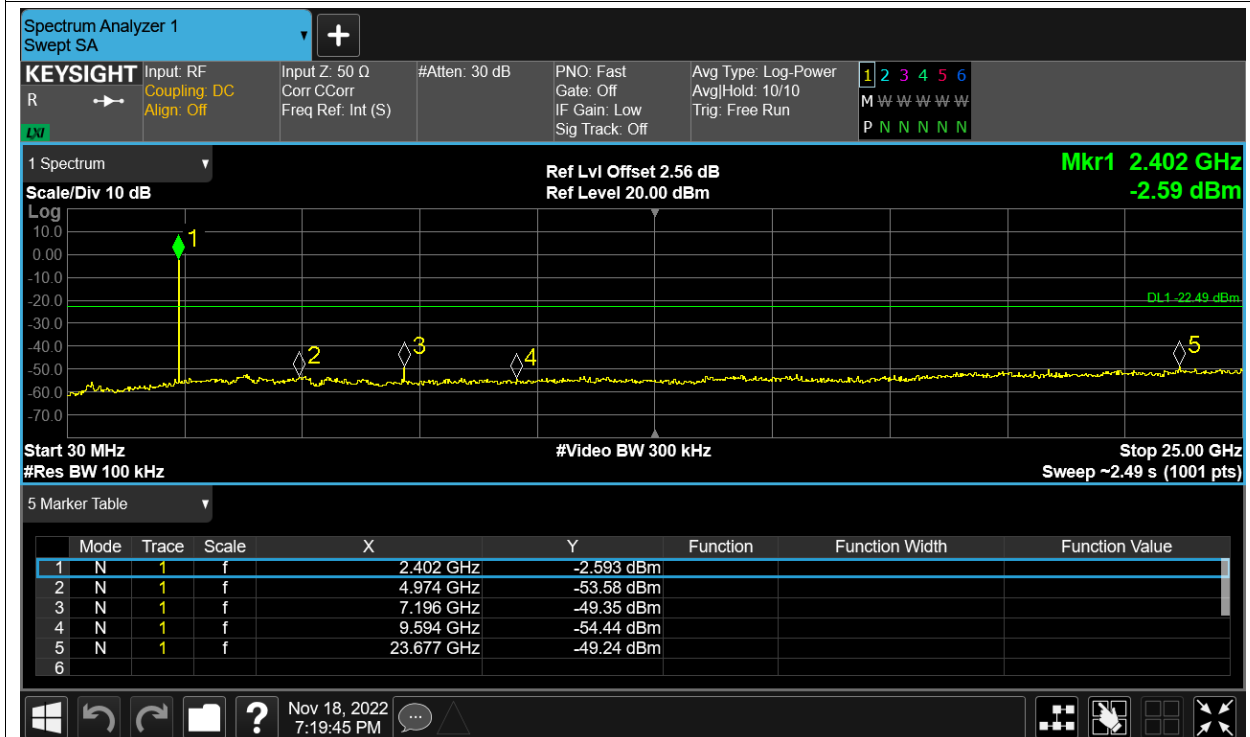 Spectrum Analyzer 1
Swept SA
+
KEYSIGHT Input: RF Input Z: 50 Ω #Atten: 30 dB PNO: Fast Avg Type: Log-Power 1 2 3 4 5 6
R Coupling: DC Corr CCorr Gate: Off Avg|Hold: 10/10 M W W W W W W
Align: Off Freq Ref: Int (S) IF Gain: Low Trig: Free Run
LXI Sig Track: Off P N N N N N N
1 Spectrum Ref Lvl Offset 2.56 dB Mkr1 2.402 GHz
Scale/Div 10 dB Ref Level 20.00 dBm -2.59 dBm
Log
10.0
1
0.00
-10.0
-20.0 DL1 -22.49 dBm
-30.0
-40.0 2 3 4 5
-50.0
-60.0
-70.0
Start 30 MHz #Video BW 300 kHz Stop 25.00 GHz
#Res BW 100 kHz Sweep ~2.49 s (1001 pts)
5 Marker Table
Mode Trace Scale X Y Function Function Width Function Value
1 N 1 f 2.402 GHz -2.593 dBm
2 N 1 f 4.974 GHz -53.58 dBm
3 N 1 f 7.196 GHz -49.35 dBm
4 N 1 f 9.594 GHz -54.44 dBm
5 N 1 f 23.677 GHz -49.24 dBm
6
? Nov 18, 2022
7:19:45 PM